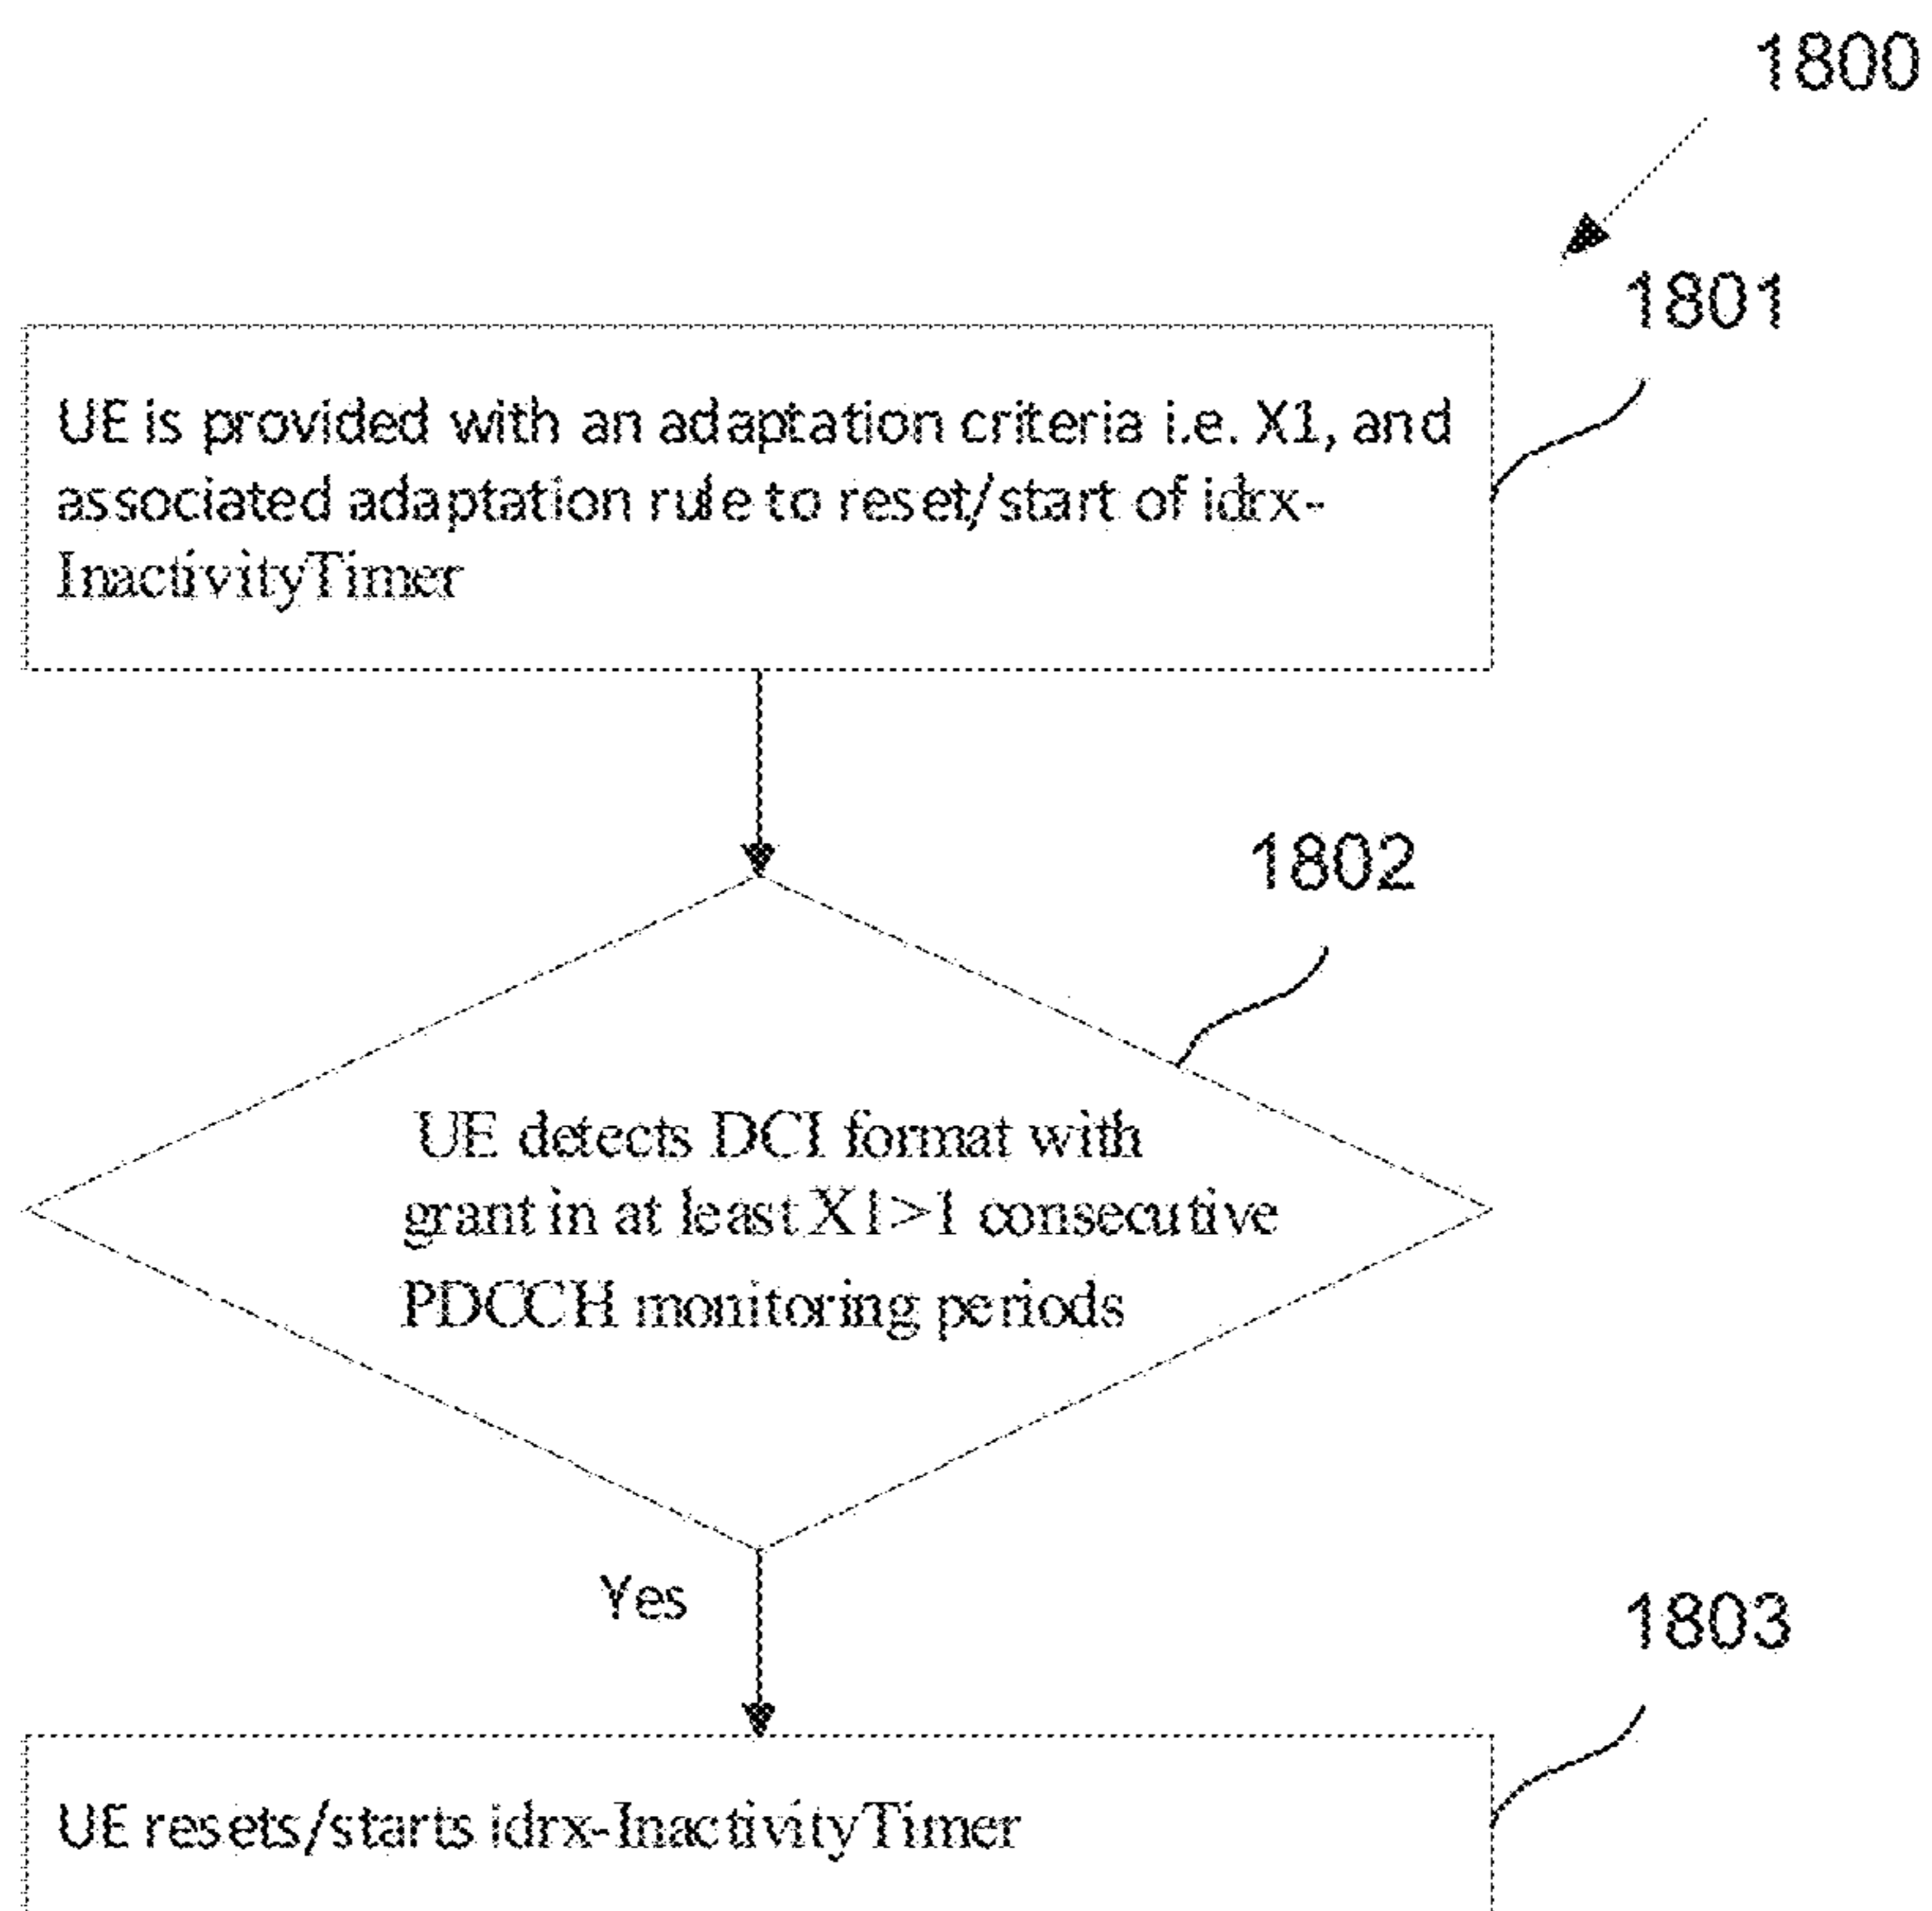 1800
1801
UE is provided with an adaptation criteria i.e. X1, and
associated adaptation rule to reset/start of idrx-
InactivityTimer
1802
UE detects DCI format with
grant in at least X1>1 consecutive
PDCCH monitoring periods
Yes
1803
UE resets/starts idrx-InactivityTimer